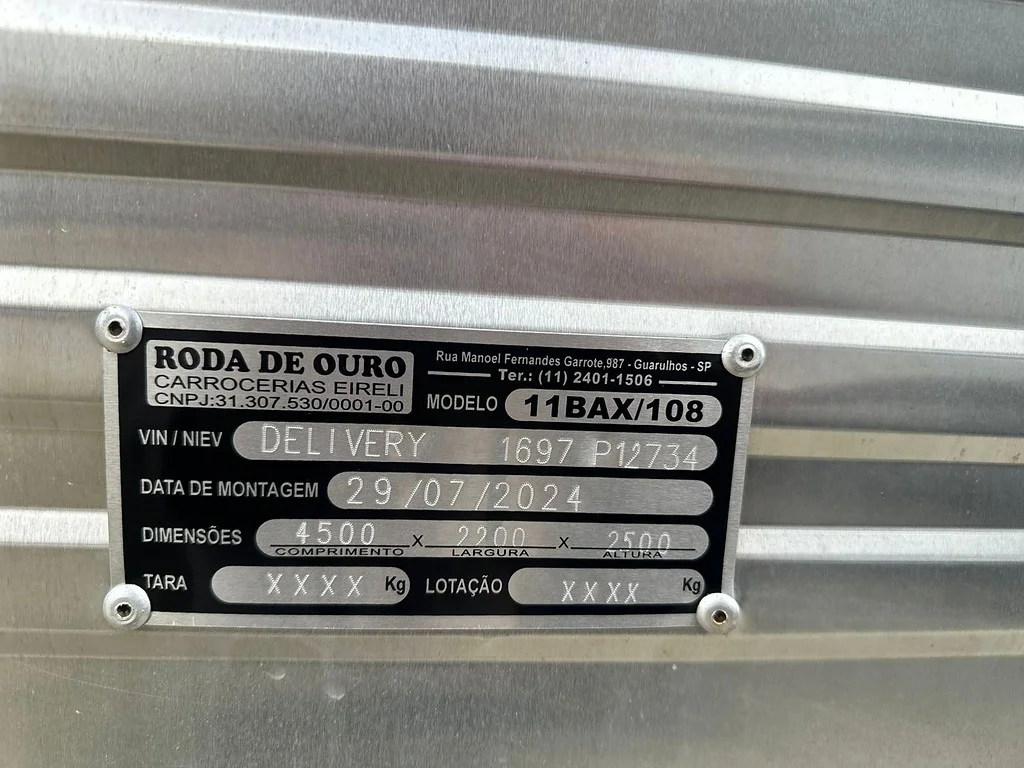 RODA DE OURO
CARROCERIAS EIRELI
CNPJ:31.307.530/0001-00
Rua Manoel Fernandes Garrote,987 - Guarulhos - SP
Ter.: (11) 2401-1506
MODELO 11BAX/108
VIN / NIEV DELIVERY 1697 P12734
DATA DE MONTAGEM 29/07/2024
DIMENSÕES 4500 x 2200 x 2500
COMPRIMENTO LARGURA ALTURA
TARA XXXX Kg LOTAÇÃO XXXX Kg